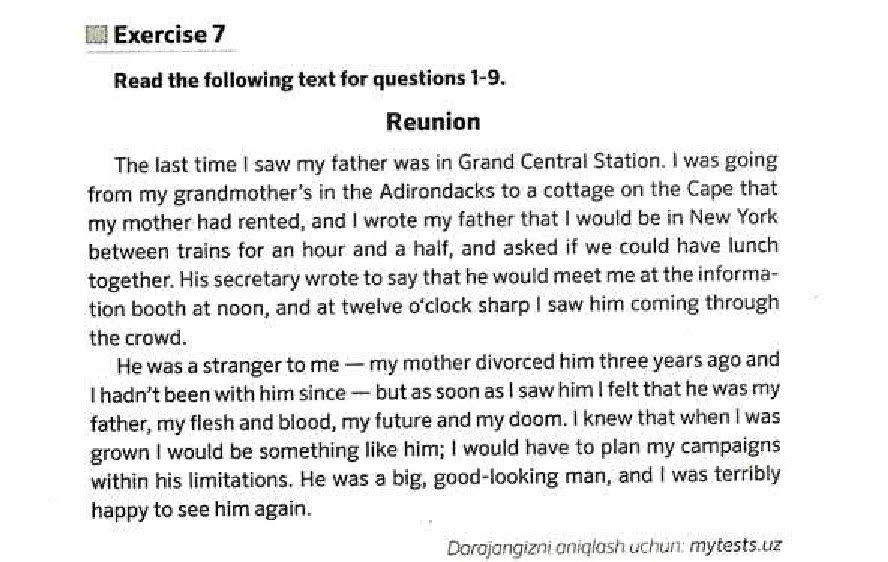 Exercise 7
Read the following text for questions 1-9.
Reunion
The last time I saw my father was in Grand Central Station. I was going
from my grandmother's in the Adirondacks to a cottage on the Cape that
my mother had rented, and I wrote my father that I would be in New York
between trains for an hour and a half, and asked if we could have lunch
together. His secretary wrote to say that he would meet me at the informa-
tion booth at noon, and at twelve o'clock sharp I saw him coming through
the crowd.
He was a stranger to me — my mother divorced him three years ago and
I hadn't been with him since — but as soon as I saw him I felt that he was my
father, my flesh and blood, my future and my doom. I knew that when I was
grown I would be something like him; I would have to plan my campaigns
within his limitations. He was a big, good-looking man, and I was terribly
happy to see him again.
Darajangizni aniqlash uchun: mytests.uz